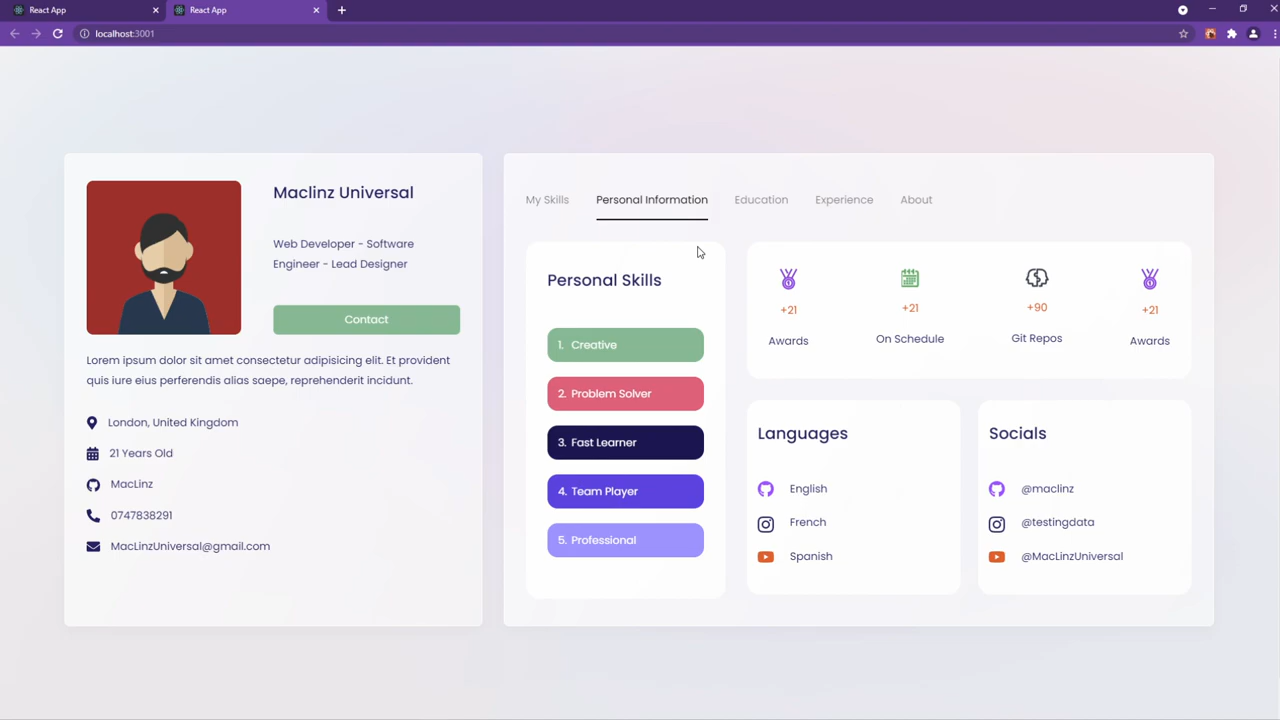 React App
React App
localhost:3001
Maclinz Universal
Web Developer - Software
Engineer - Lead Designer
Contact
Lorem ipsum dolor sit amet consectetur adipisicing elit. Et provident
quis iure eius perferendis alias saepe, reprehenderit incidunt.
London, United Kingdom
21 Years Old
MacLinz
0747838291
MacLinzUniversal@gmail.com
My Skills
Personal Information
Education
Experience
About
Personal Skills
1. Creative
2. Problem Solver
3. Fast Learner
4. Team Player
5. Professional
+21
Awards
+21
On Schedule
+90
Git Repos
+21
Awards
Languages
English
French
Spanish
Socials
@maclinz
@testingdata
@MacLinzUniversal